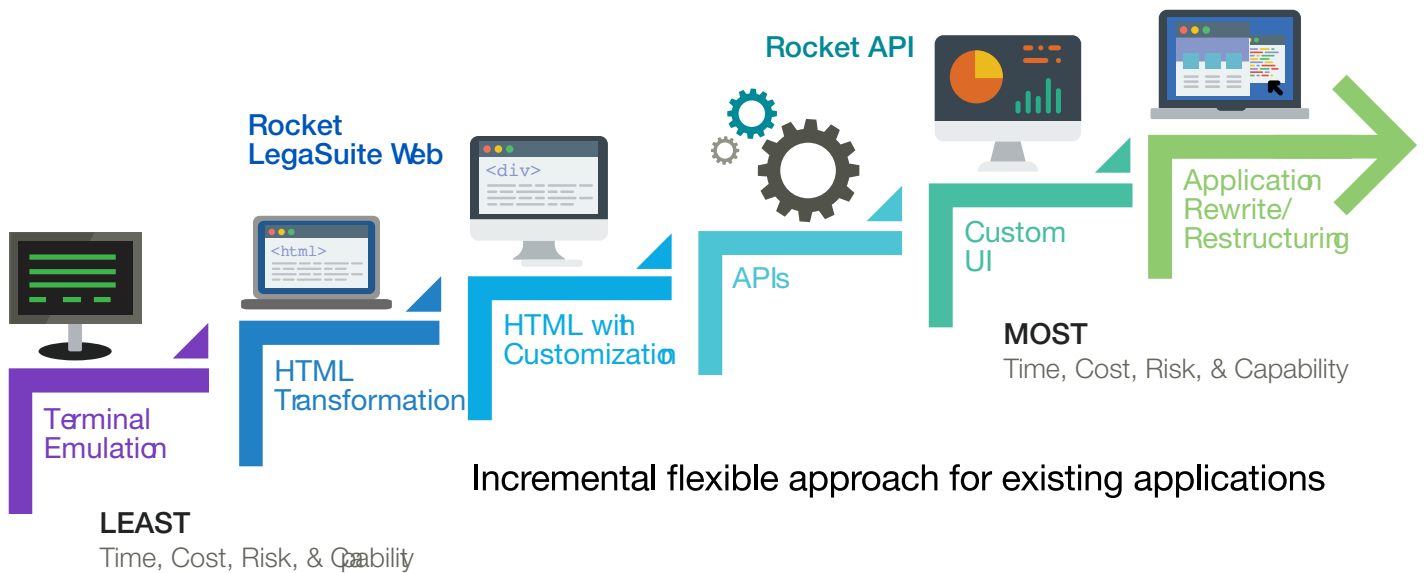 Rocket API
Rocket
LegaSuite Web
<div>
<html>
Application
Rewrite/
Restructuring
Custom
UI
APIs
HTML with
Customization
HTML
Transformation
Terminal
Emulation
MOST
Time, Cost, Risk, & Capability
Incremental flexible approach for existing applications
LEAST
Time, Cost, Risk, & Capability